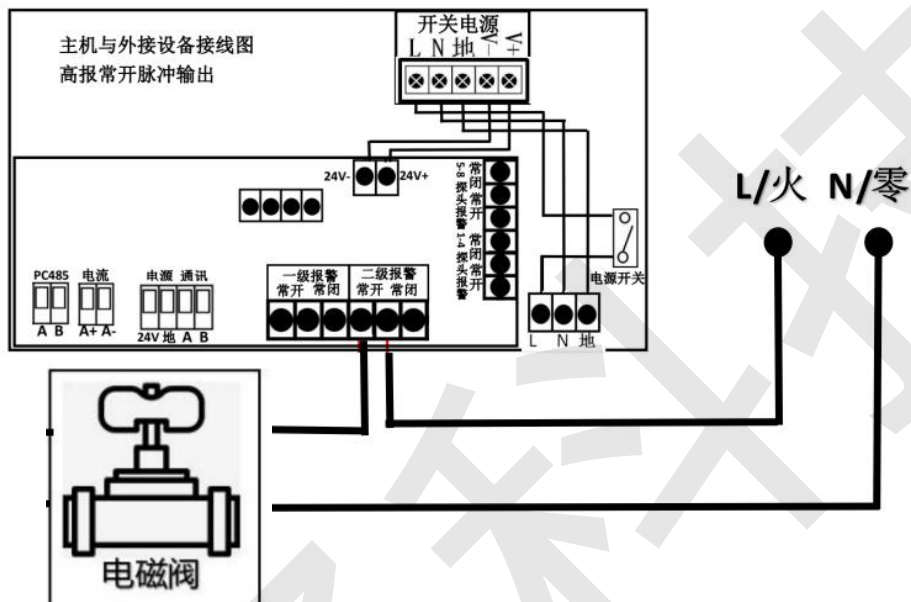 主机与外接设备接线图
高报常开脉冲输出
开关电源
L N 地 V- V+
24V- 24V+
5-8 探头报警
常闭 常开
1-4 探头报警
常闭 常开
L/火 N/零
电源开关
PC485 电流 电源 通讯
A B A+ A- 24V 地 A B
一级报警 二级报警
常开 常闭 常开 常闭
L N 地
电磁阀